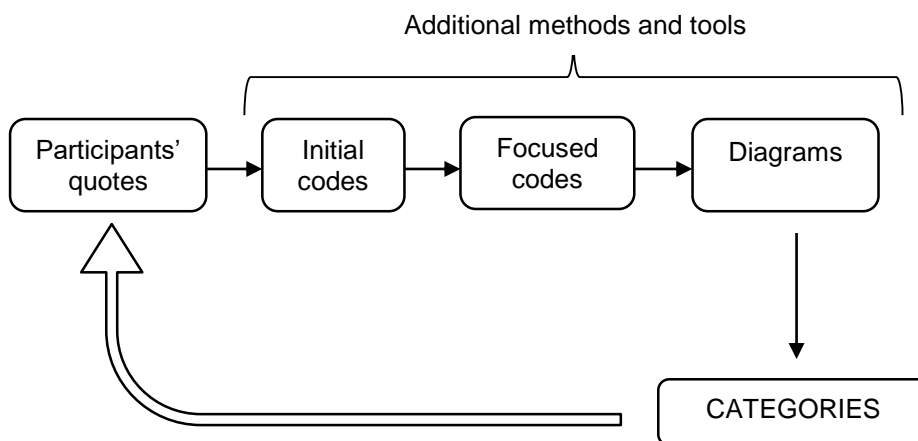 Additional methods and tools
Participants’
quotes
Initial
codes
Focused
codes
Diagrams
CATEGORIES